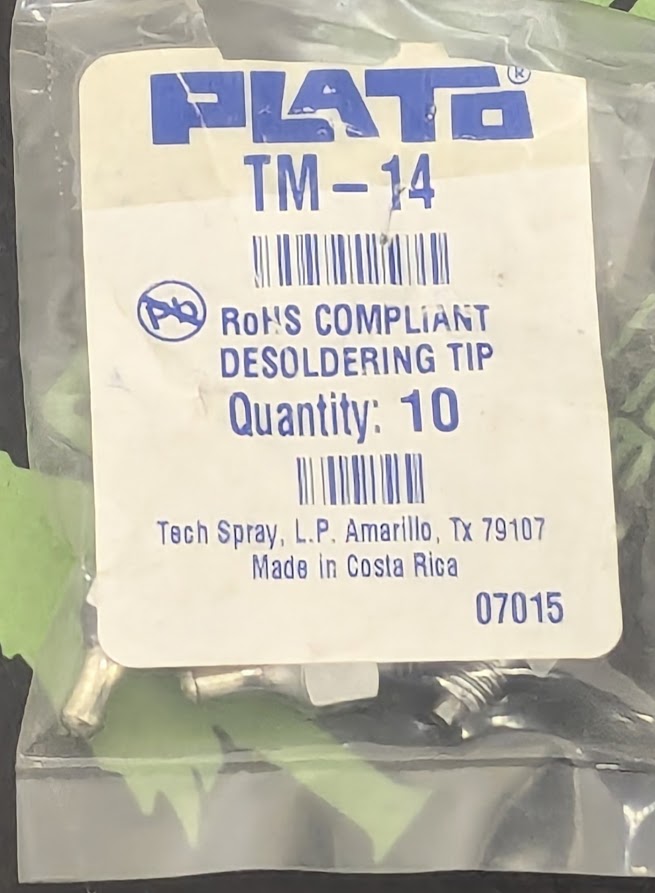 PLATO®
TM-14
Pb
RoHS COMPLIANT
DESOLDERING TIP
Quantity: 10
Tech Spray, L.P. Amarillo, Tx 79107
Made in Costa Rica
07015